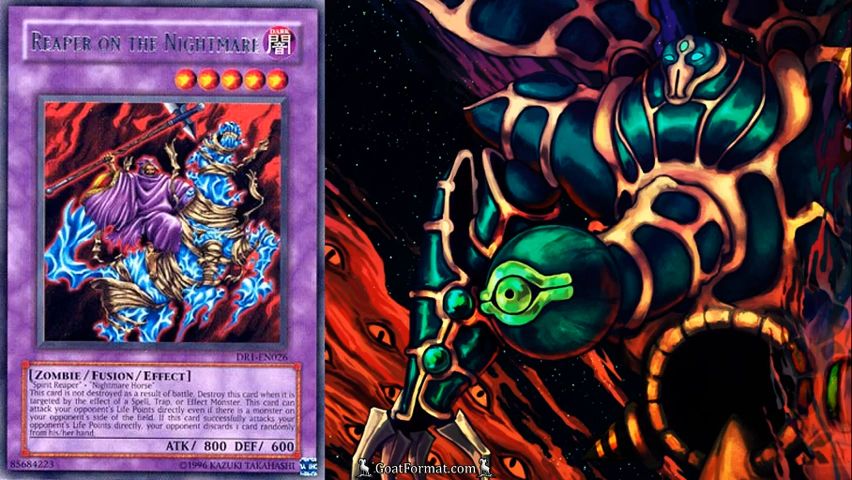 REAPER ON THE NIGHTMARE
DARK
闇
DR1-EN026
[ZOMBIE/FUSION/EFFECT]
"Spirit Reaper" + "Nightmare Horse"
This card is not destroyed as a result of battle. Destroy this card when it is
targeted by the effect of a Spell, Trap, or Effect Monster. This card can
attack your opponent's Life Points directly even if there is a monster on
your opponent's side of the field. If this card successfully attacks your
opponent's Life Points directly, your opponent discards 1 card randomly
from his/her hand.
ATK/ 800 DEF/ 600
85684223
©1996 KAZUKI TAKAHASHI
GoatFormat.com